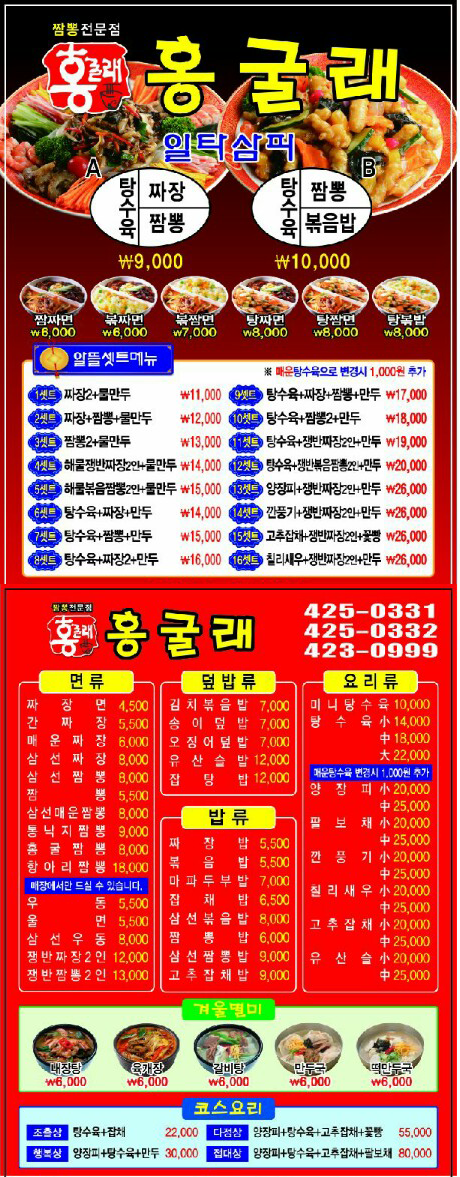 짬뽕전문점
홍굴래 홍굴래
일타삼피
A
탕수육 짜장 짬뽕
₩9,000
B
탕수육 짬뽕 볶음밥
₩10,000
짬짜면 볶짜면 볶짬면 탕짜면 탕짬면 탕볶밥
₩6,000 ₩6,000 ₩7,000 ₩8,000 ₩8,000 ₩8,000
알뜰셋트메뉴
※ 매운탕수육으로 변경시 1,000원 추가
1셋트 짜장2+물만두 ₩11,000
2셋트 짜장+짬뽕+물만두 ₩12,000
3셋트 짬뽕2+물만두 ₩13,000
4셋트 해물쟁반짜장2인+물만두 ₩14,000
5셋트 해물볶음짬뽕2인+물만두 ₩15,000
6셋트 탕수육+짜장+만두 ₩14,000
7셋트 탕수육+짬뽕+만두 ₩15,000
8셋트 탕수육+짜장2+만두 ₩16,000
9셋트 탕수육+짜장+짬뽕+만두 ₩17,000
10셋트 탕수육+짬뽕2+만두 ₩18,000
11셋트 탕수육+쟁반짜장2인+만두 ₩19,000
12셋트 탕수육+쟁반볶음짬뽕2인+만두 ₩20,000
13셋트 양장피+쟁반짜장2인+만두 ₩26,000
14셋트 깐풍기+쟁반짜장2인+만두 ₩26,000
15셋트 고추잡채+쟁반짜장2인+꽃빵 ₩26,000
16셋트 칠리새우+쟁반짜장2인+만두 ₩26,000
짬뽕전문점
홍굴래 홍굴래
425-0331
425-0332
423-0999
면류
짜장면 4,500
간짜장 5,500
매운짜장 6,000
삼선짜장 8,000
삼선짬뽕 8,000
짬뽕 5,500
삼선매운짬뽕 8,000
통낙지짬뽕 9,000
홍굴짬뽕 8,000
항아리짬뽕 18,000
매장에서만 드실 수 있습니다.
우동 5,500
울면 5,500
삼선우동 8,000
쟁반짜장2인 12,000
쟁반짬뽕2인 13,000
덮밥류
김치볶음밥 7,000
송이덮밥 7,000
오징어덮밥 7,000
유산슬밥 12,000
잡탕밥 12,000
밥류
짜장밥 5,500
볶음밥 5,500
마파두부밥 7,000
잡채밥 6,500
삼선볶음밥 8,000
짬뽕밥 6,000
삼선짬뽕밥 9,000
고추잡채밥 9,000
요리류
미니탕수육 10,000
탕수육 小 14,000
中 18,000
大 22,000
매운탕수육 변경시 1,000원 추가
양장피 小 20,000
中 25,000
팔보채 小 20,000
中 25,000
깐풍기 小 20,000
中 25,000
칠리새우 小 20,000
中 25,000
고추잡채 小 20,000
中 25,000
유산슬 小 20,000
中 25,000
겨울별미
내장탕 육개장 갈비탕 만두국 떡만두국
₩6,000 ₩6,000 ₩6,000 ₩6,000 ₩6,000
코스요리
조촐상 탕수육+잡채 22,000
행복상 양장피+탕수육+만두 30,000
다정상 양장피+탕수육+고추잡채+꽃빵 55,000
접대상 양장피+탕수육+고추잡채+팔보채 80,000